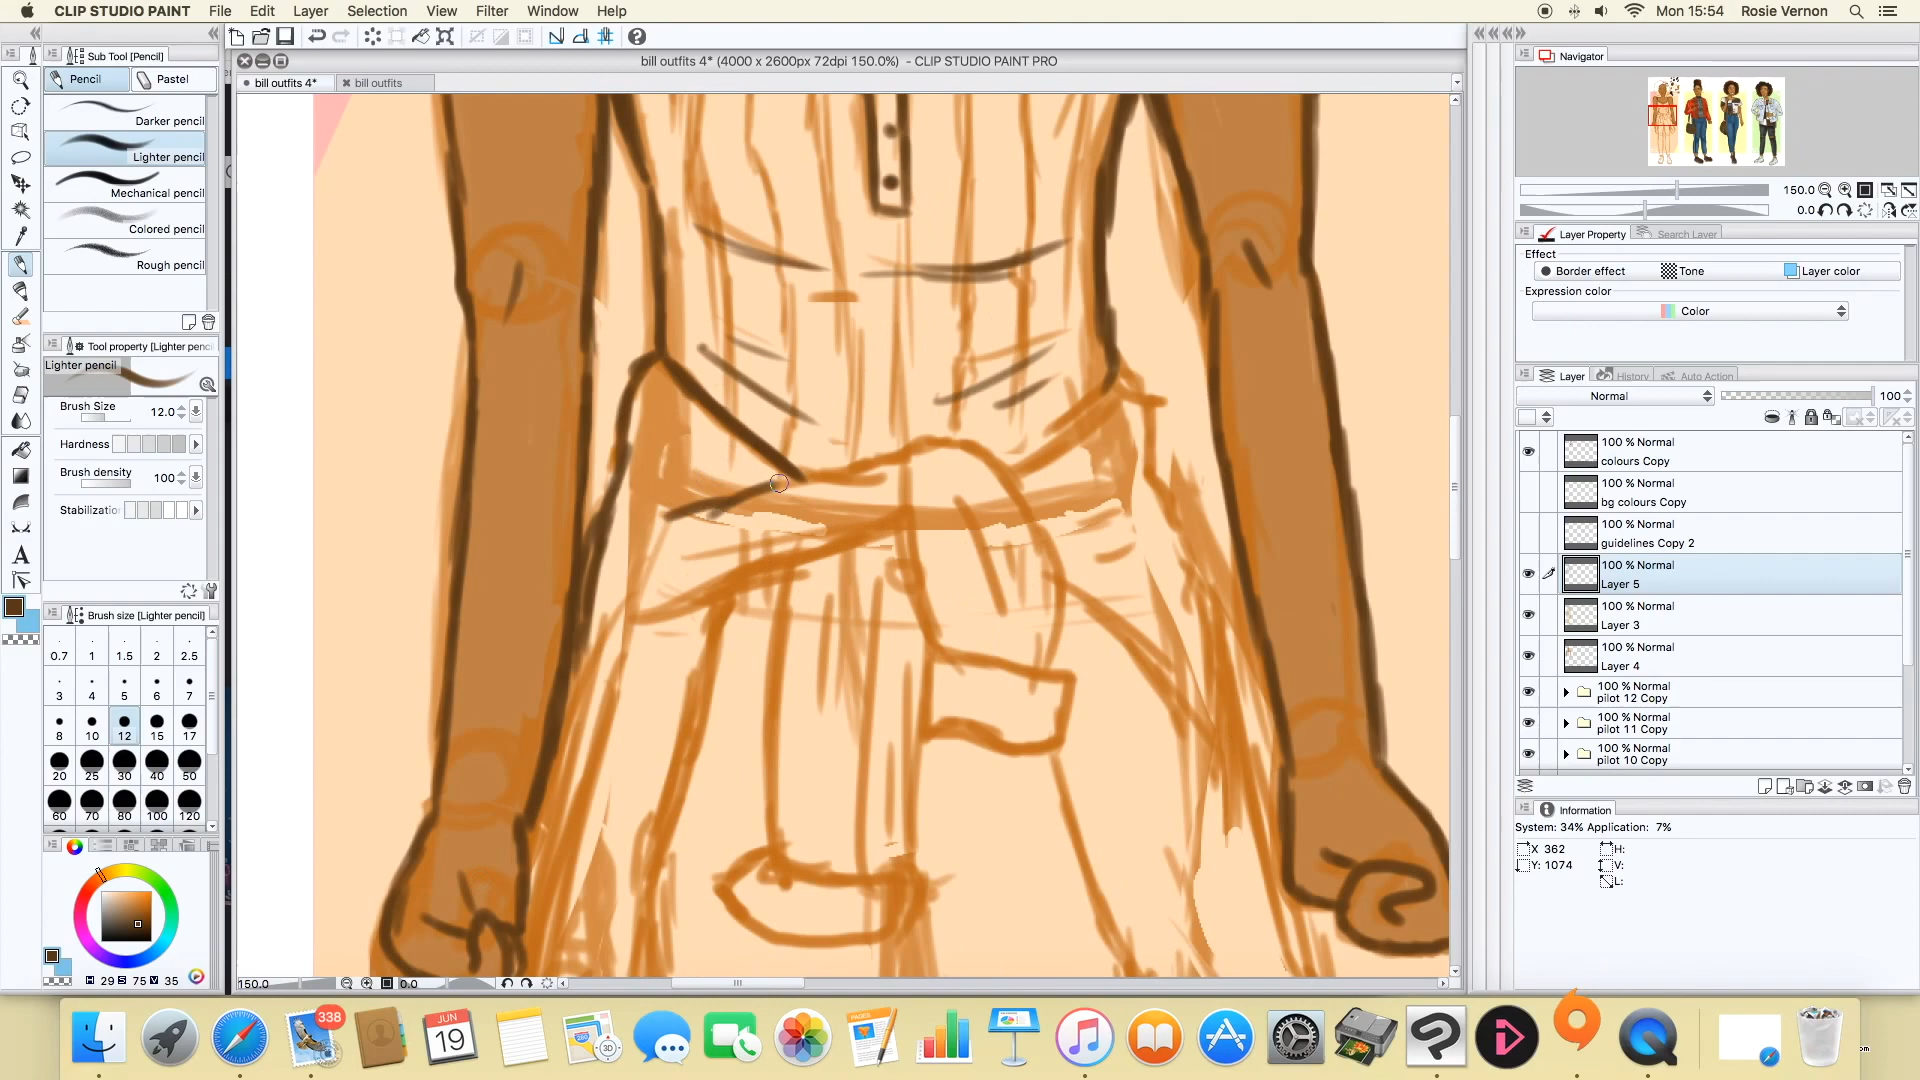 CLIP STUDIO PAINT File Edit Layer Selection View Filter Window Help Mon 15:54 Rosie Vernon
Sub Tool [Pencil]
Pencil Pastel
Darker pencil
Lighter pencil
Mechanical pencil
Colored pencil
Rough pencil
Tool property [Lighter penci
Lighter pencil
Brush Size 12.0
Hardness
Brush density 100
Stabilizatio
Brush size [Lighter pencil]
0.7 1 1.5 2 2.5
3 4 5 6 7
8 10 12 15 17
20 25 30 40 50
60 70 80 100 120
H 29 S 75 V 35
bill outfits 4* (4000 x 2600px 72dpi 150.0%) - CLIP STUDIO PAINT PRO
bill outfits 4* bill outfits
150.0 0.0
Navigator
150.0
0.0
Layer Property Search Layer
Effect
Border effect Tone Layer color
Expression color
Color
Layer History Auto Action
Normal 100
100 % Normal
colours Copy
100 % Normal
bg colours Copy
100 % Normal
guidelines Copy 2
100 % Normal
Layer 5
100 % Normal
Layer 3
100 % Normal
Layer 4
100 % Normal
pilot 12 Copy
100 % Normal
pilot 11 Copy
100 % Normal
pilot 10 Copy
Information
System: 34% Application: 7%
X 362 H:
Y: 1074 V:
L:
338
JUN
19
280
3D
A